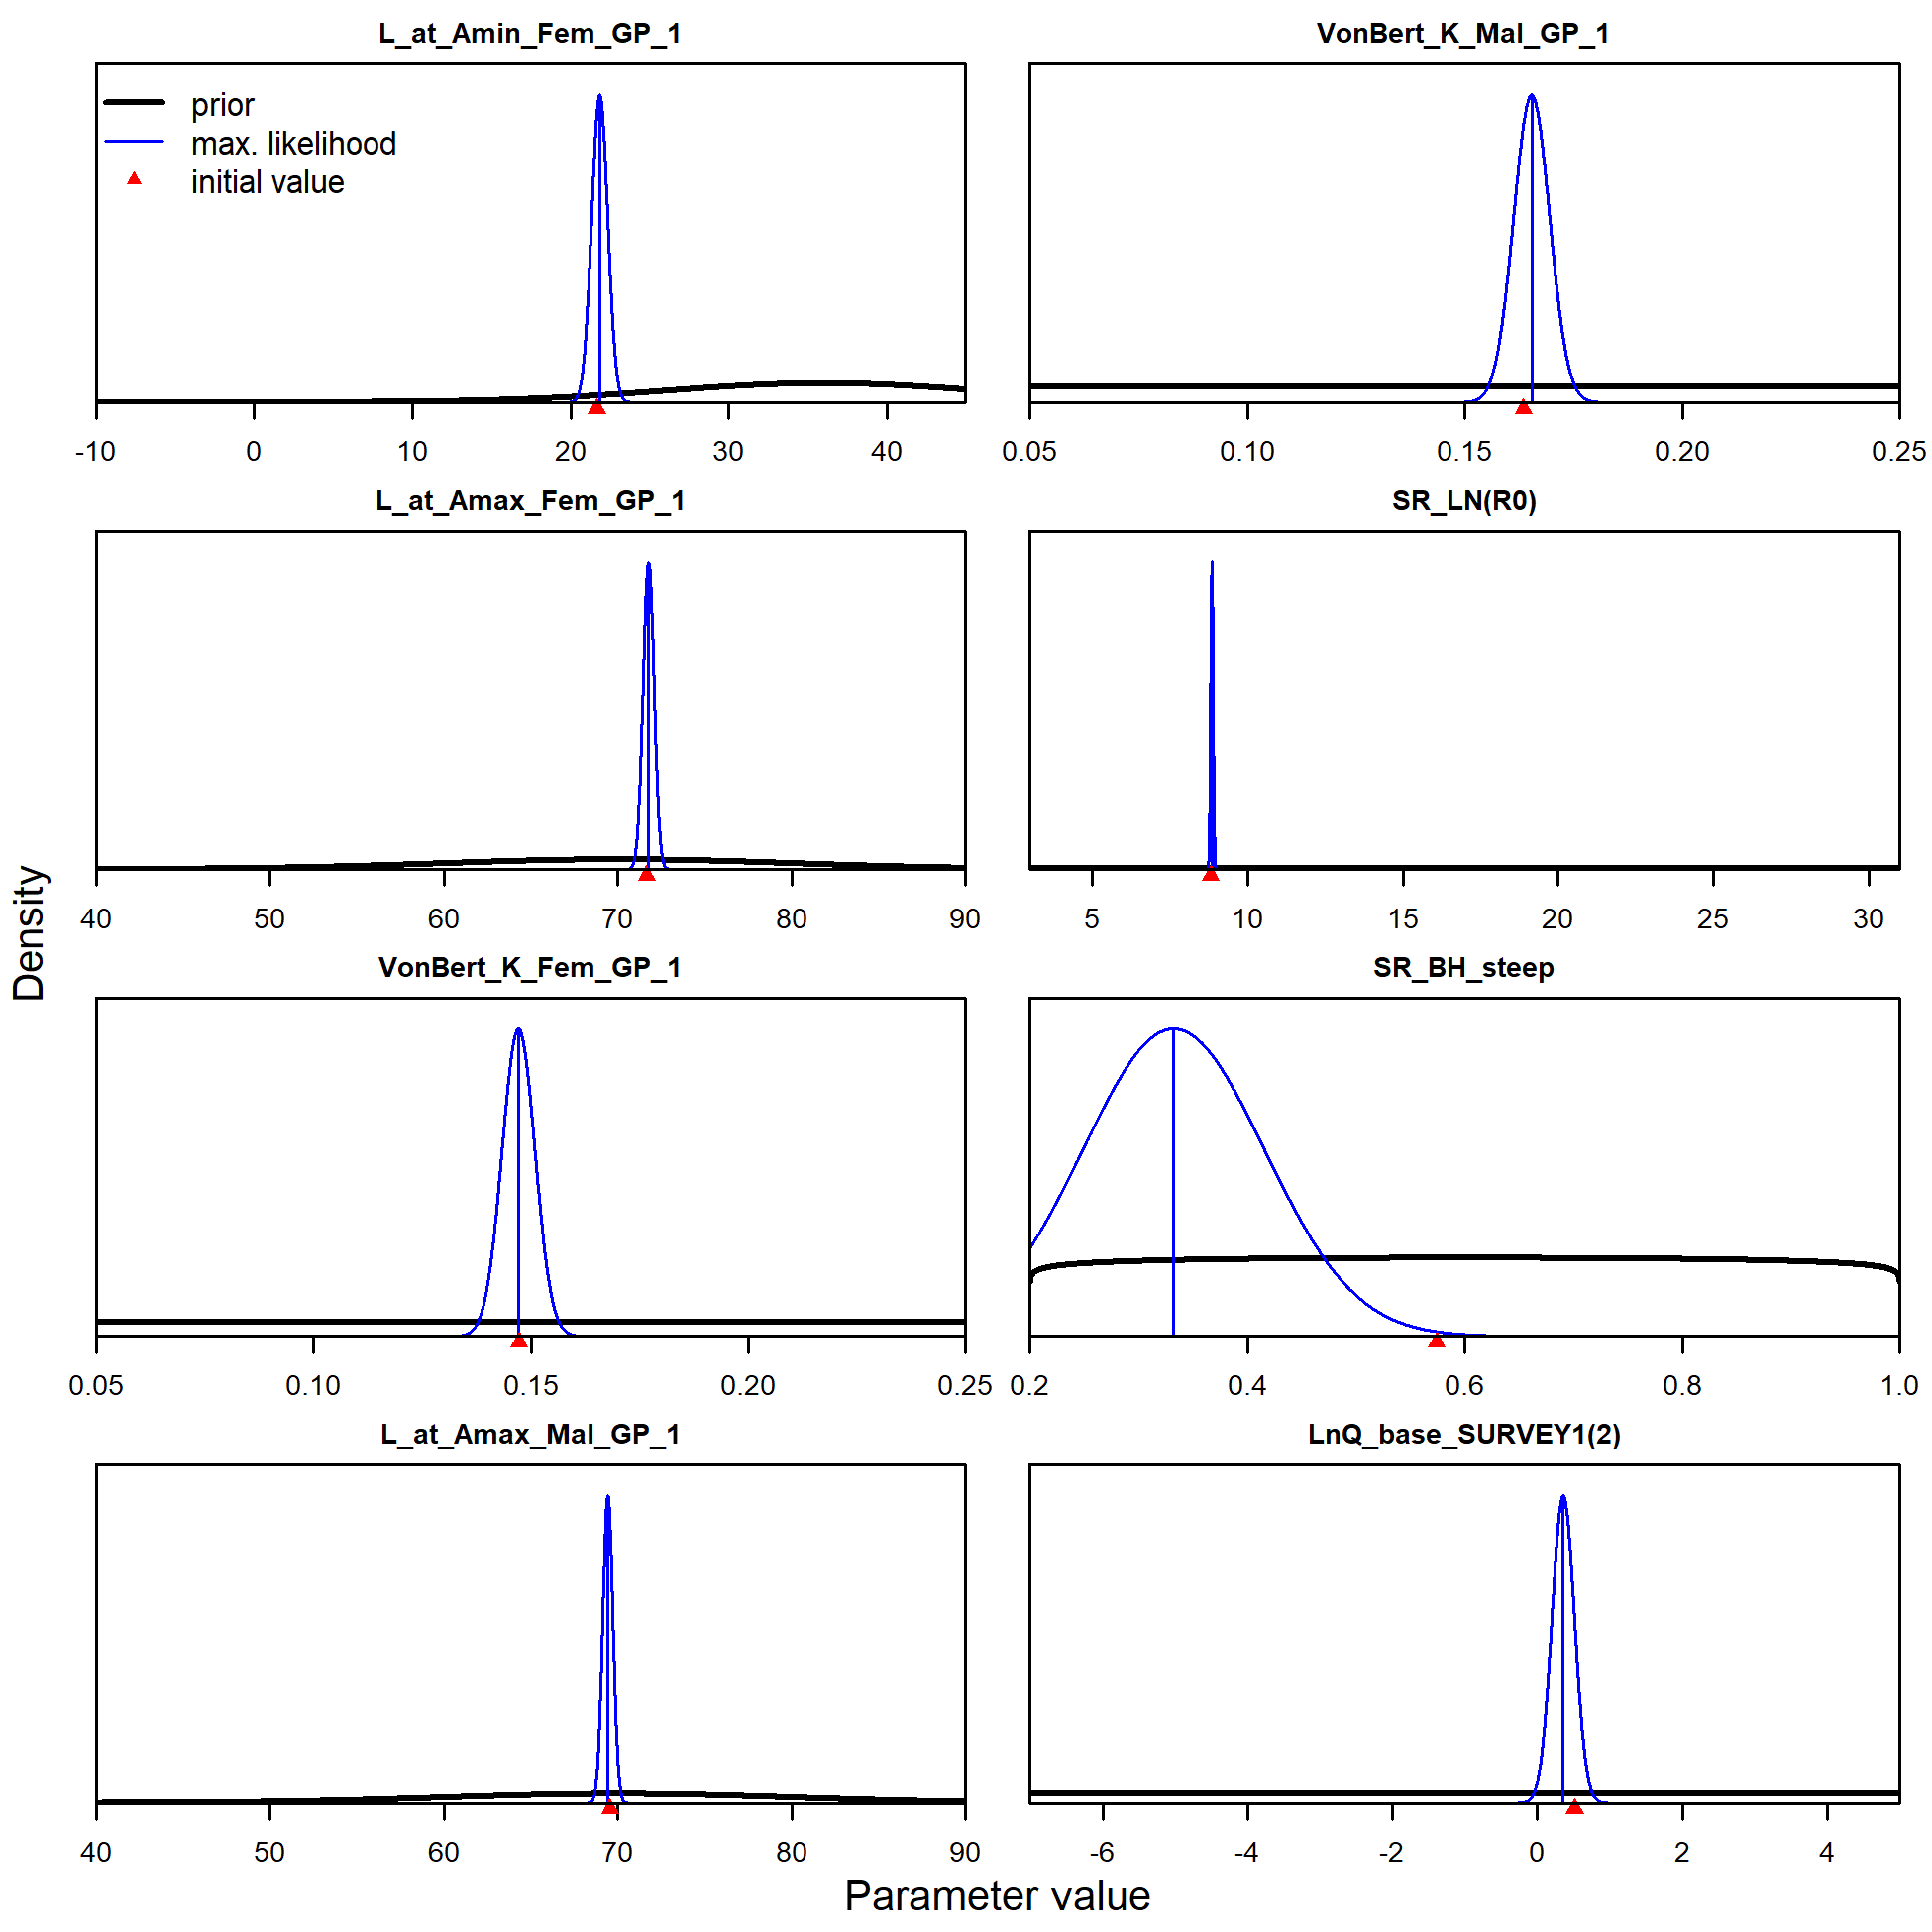 L_at_Amin_Fem_GP_1
prior
max. likelihood
initial value
-10 0 10 20 30 40
VonBert_K_Mal_GP_1
0.05 0.10 0.15 0.20 0.25
L_at_Amax_Fem_GP_1
40 50 60 70 80 90
SR_LN(R0)
5 10 15 20 25 30
VonBert_K_Fem_GP_1
0.05 0.10 0.15 0.20 0.25
SR_BH_steep
0.2 0.4 0.6 0.8 1.0
L_at_Amax_Mal_GP_1
40 50 60 70 80 90
LnQ_base_SURVEY1(2)
-6 -4 -2 0 2 4
Density
Parameter value